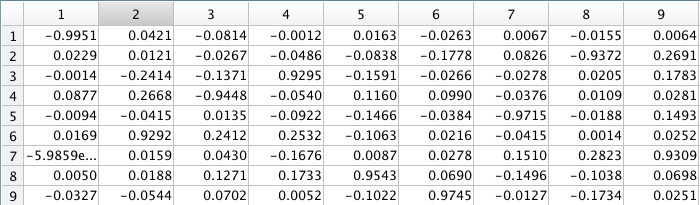 1 2 3 4 5 6 7 8 9
1 −0.9951 0.0421 −0.0814 −0.0012 0.0163 −0.0263 0.0067 −0.0155 0.0064
2 0.0229 0.0121 −0.0267 −0.0486 −0.0838 −0.1778 0.0826 −0.9372 0.2691
3 −0.0014 −0.2414 −0.1371 0.9295 −0.1591 −0.0266 −0.0278 0.0205 0.1783
4 0.0877 0.2668 −0.9448 −0.0540 0.1160 0.0990 −0.0376 0.0109 0.0281
5 −0.0094 −0.0415 0.0135 −0.0922 −0.1466 −0.0384 −0.9715 −0.0188 0.1493
6 0.0169 0.9292 0.2412 0.2532 −0.1063 0.0216 −0.0415 0.0014 0.0252
7 −5.9859e... 0.0159 0.0430 −0.1676 0.0087 0.0278 0.1510 0.2823 0.9309
8 0.0050 0.0188 0.1271 0.1733 0.9543 0.0690 −0.1496 −0.1038 0.0698
9 −0.0327 −0.0544 0.0702 0.0052 −0.1022 0.9745 −0.0127 −0.1734 0.0251